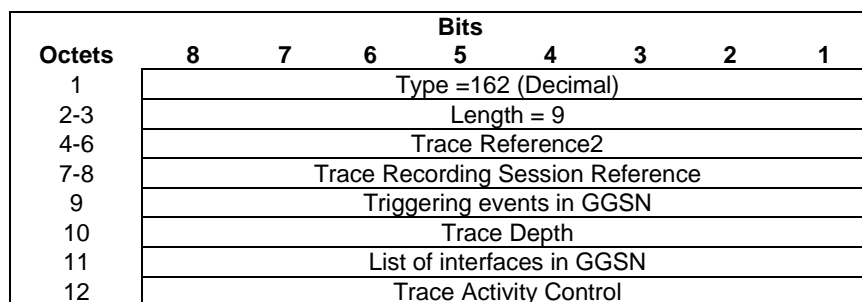 Bits
Octets 8 7 6 5 4 3 2 1
1 Type =162 (Decimal)
2-3 Length = 9
4-6 Trace Reference2
7-8 Trace Recording Session Reference
9 Triggering events in GGSN
10 Trace Depth
11 List of interfaces in GGSN
12 Trace Activity Control